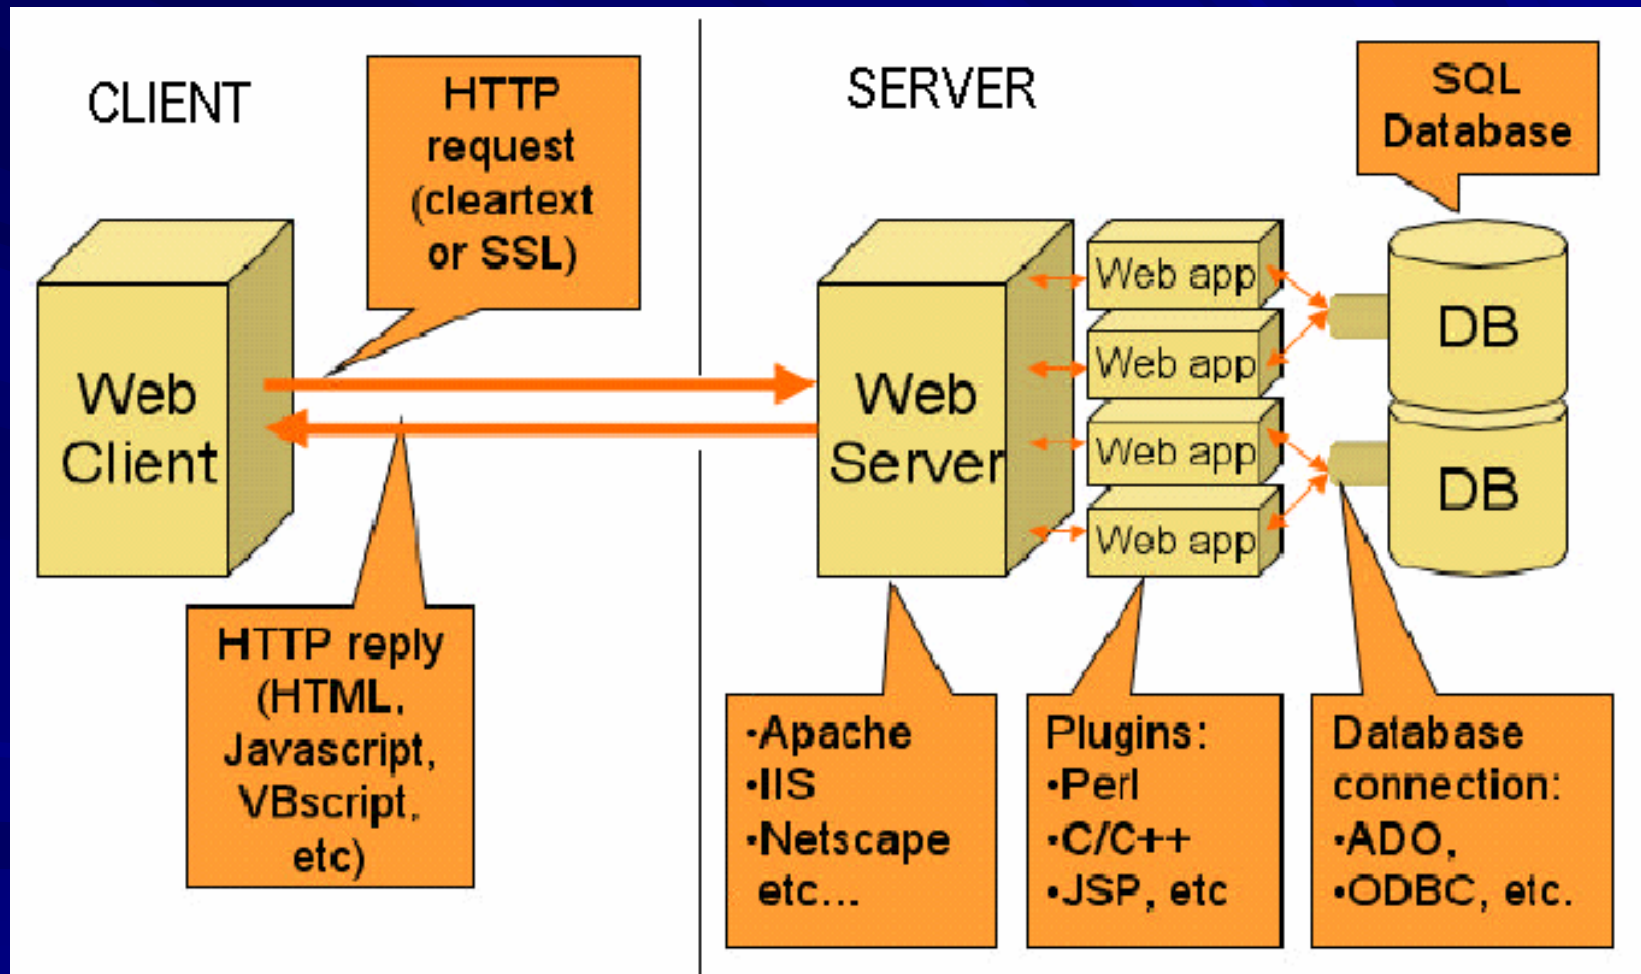 CLIENT
HTTP
request
(cleartext
or SSL)
SERVER
SQL
Database
Web
Client
Web
Server
Web app
Web app
Web app
Web app
DB
DB
HTTP reply
(HTML,
Javascript,
VBscript,
etc)
•Apache
•IIS
•Netscape
etc...
Plugins:
•Perl
•C/C++
•JSP, etc
Database
connection:
•ADO,
•ODBC, etc.